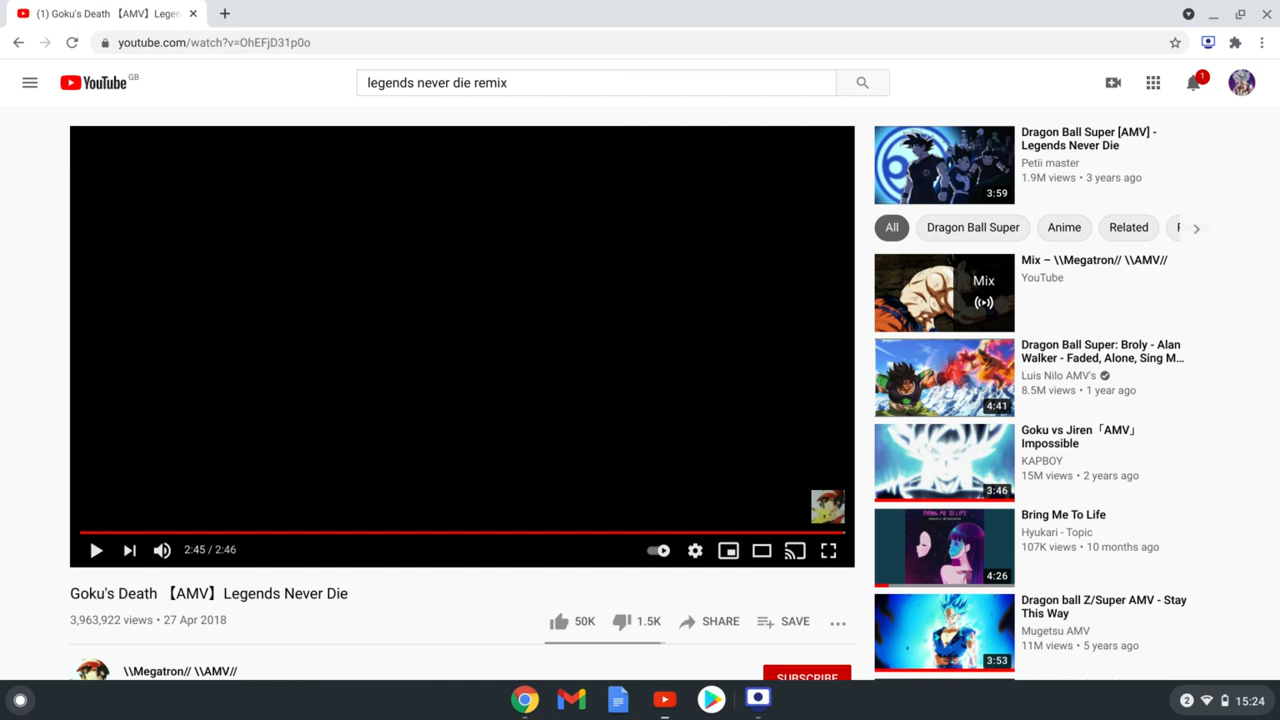 (1) Goku's Death 【AMV】Legen
youtube.com/watch?v=OhEFjD31p0o
YouTube GB
legends never die remix
1
2:45 / 2:46
Goku's Death 【AMV】Legends Never Die
3,963,922 views • 27 Apr 2018
50K
1.5K
SHARE
SAVE
\\Megatron// \\AMV//
SUBSCRIBE
3:59
Dragon Ball Super [AMV] -
Legends Never Die
Petii master
1.9M views • 3 years ago
All
Dragon Ball Super
Anime
Related
Mix
Mix – \\Megatron// \\AMV//
YouTube
4:41
Dragon Ball Super: Broly - Alan
Walker - Faded, Alone, Sing M...
Luis Nilo AMV's
8.5M views • 1 year ago
3:46
Goku vs Jiren「AMV」
Impossible
KAPBOY
15M views • 2 years ago
BRING ME TO LIFE
4:26
Bring Me To Life
Hyukari - Topic
107K views • 10 months ago
3:53
Dragon ball Z/Super AMV - Stay
This Way
Mugetsu AMV
11M views • 5 years ago
2
15:24